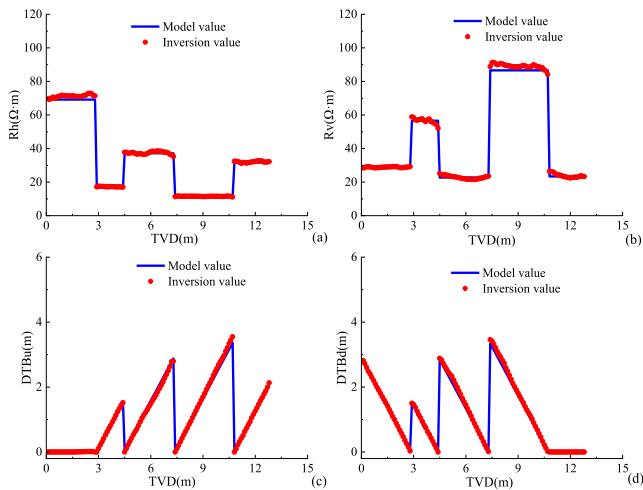 120
100
80
60
40
20
0
Rh(Ω·m)
Model value
Inversion value
0 3 6 9 12 15
TVD(m)
(a)
120
100
80
60
40
20
0
Rv(Ω·m)
Model value
Inversion value
0 3 6 9 12 15
TVD(m)
(b)
6
4
2
0
DTBu(m)
Model value
Inversion value
0 3 6 9 12 15
TVD(m)
(c)
6
4
2
0
DTBd(m)
Model value
Inversion value
0 3 6 9 12 15
TVD(m)
(d)